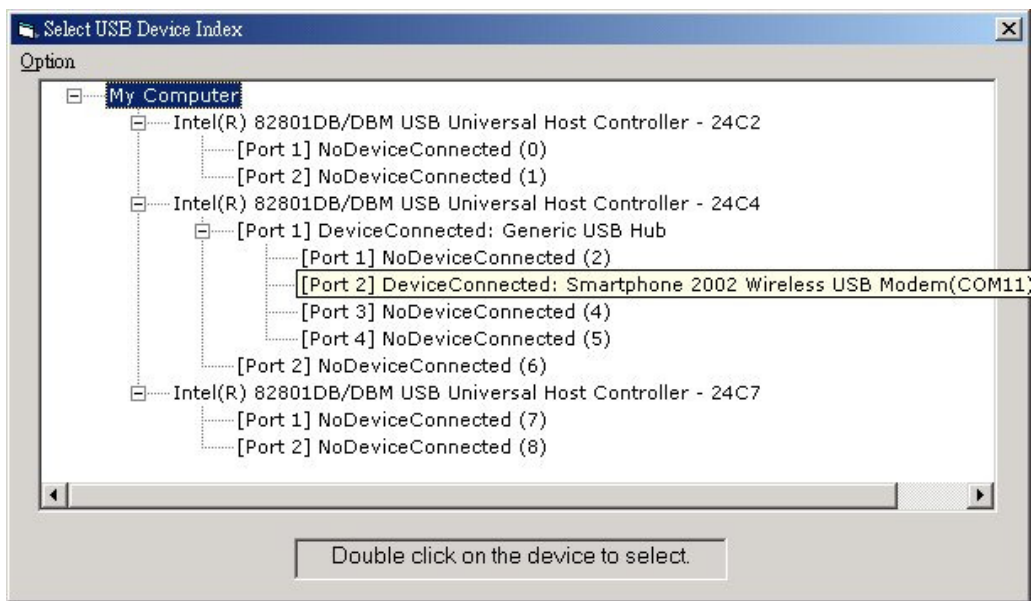 Select USB Device Index
Option
My Computer
Intel(R) 82801DB/DBM USB Universal Host Controller - 24C2
[Port 1] NoDeviceConnected (0)
[Port 2] NoDeviceConnected (1)
Intel(R) 82801DB/DBM USB Universal Host Controller - 24C4
[Port 1] DeviceConnected: Generic USB Hub
[Port 1] NoDeviceConnected (2)
[Port 2] DeviceConnected: Smartphone 2002 Wireless USB Modem(COM11)
[Port 3] NoDeviceConnected (4)
[Port 4] NoDeviceConnected (5)
[Port 2] NoDeviceConnected (6)
Intel(R) 82801DB/DBM USB Universal Host Controller - 24C7
[Port 1] NoDeviceConnected (7)
[Port 2] NoDeviceConnected (8)
Double click on the device to select.